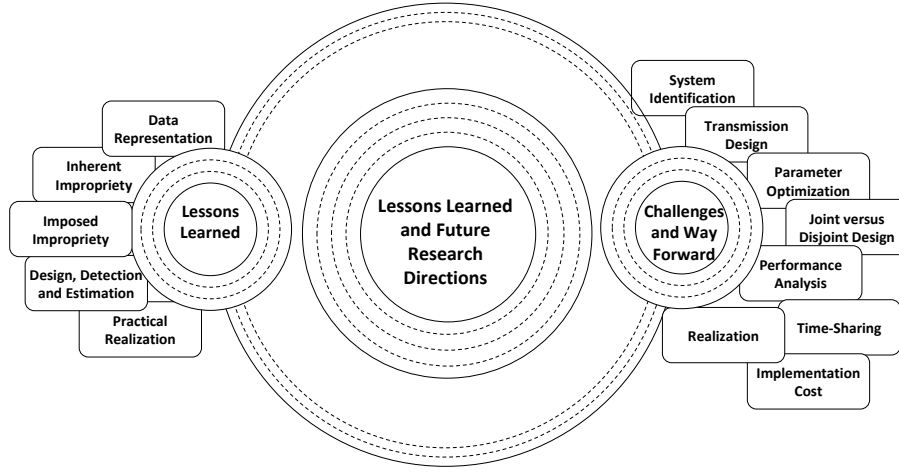 Data
Representation
Inherent
Impropriety
Imposed
Impropriety
Design, Detection
and Estimation
Practical
Realization
Lessons
Learned
Lessons Learned
and Future
Research
Directions
Challenges
and Way
Forward
System
Identification
Transmission
Design
Parameter
Optimization
Joint versus
Disjoint Design
Performance
Analysis
Time-Sharing
Realization
Implementation
Cost